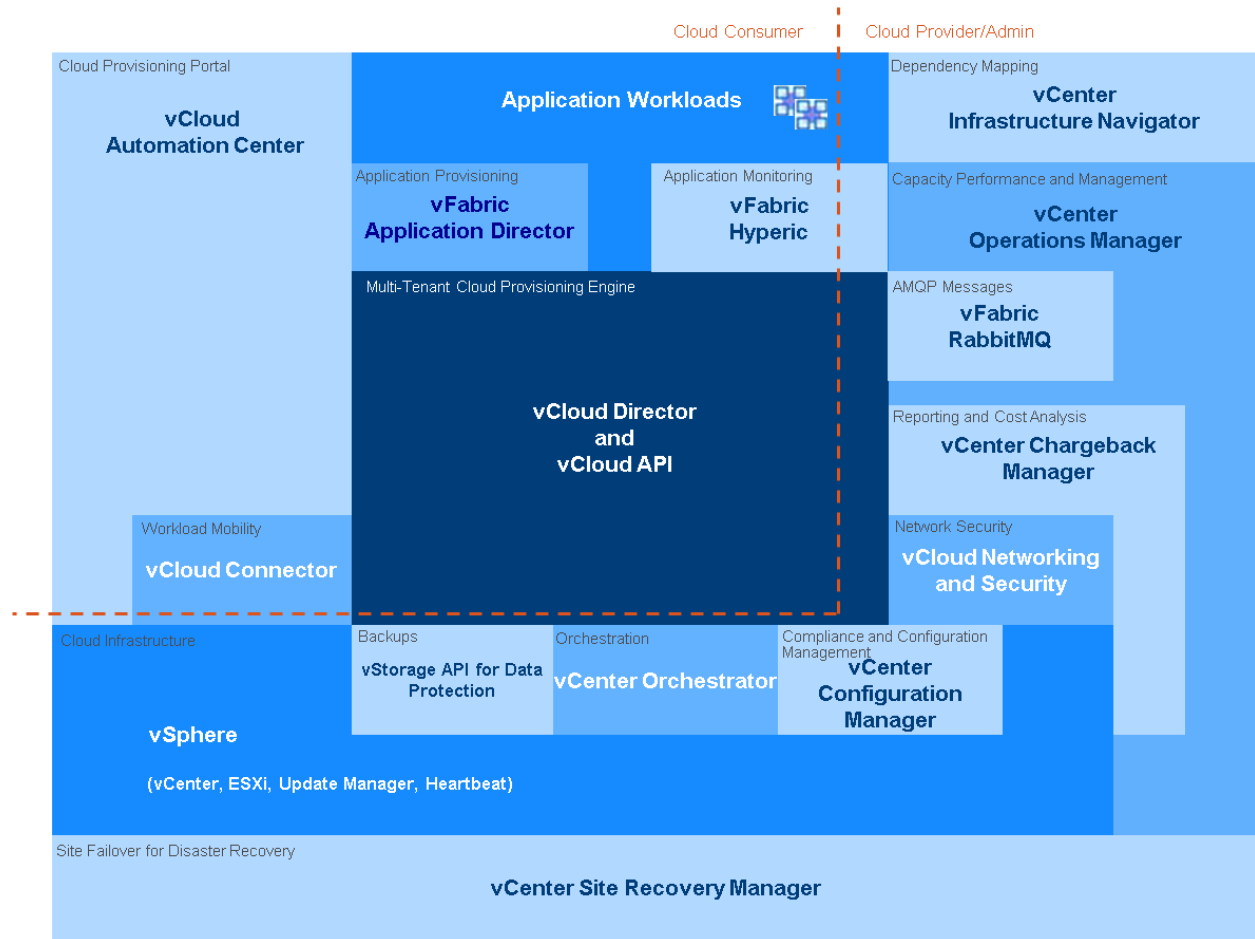 Cloud Consumer
Cloud Provider/Admin
Cloud Provisioning Portal
vCloud
Automation Center
Application Workloads
Dependency Mapping
vCenter
Infrastructure Navigator
Application Provisioning
vFabric
Application Director
Application Monitoring
vFabric
Hyperic
Capacity Performance and Management
vCenter
Operations Manager
Multi-Tenant Cloud Provisioning Engine
vCloud Director
and
vCloud API
AMQP Messages
vFabric
RabbitMQ
Reporting and Cost Analysis
vCenter Chargeback
Manager
Workload Mobility
vCloud Connector
Network Security
vCloud Networking
and Security
Cloud Infrastructure
vSphere
(vCenter, ESXi, Update Manager, Heartbeat)
Backups
vStorage API for Data
Protection
Orchestration
vCenter Orchestrator
Compliance and Configuration
Management
vCenter
Configuration
Manager
Site Failover for Disaster Recovery
vCenter Site Recovery Manager